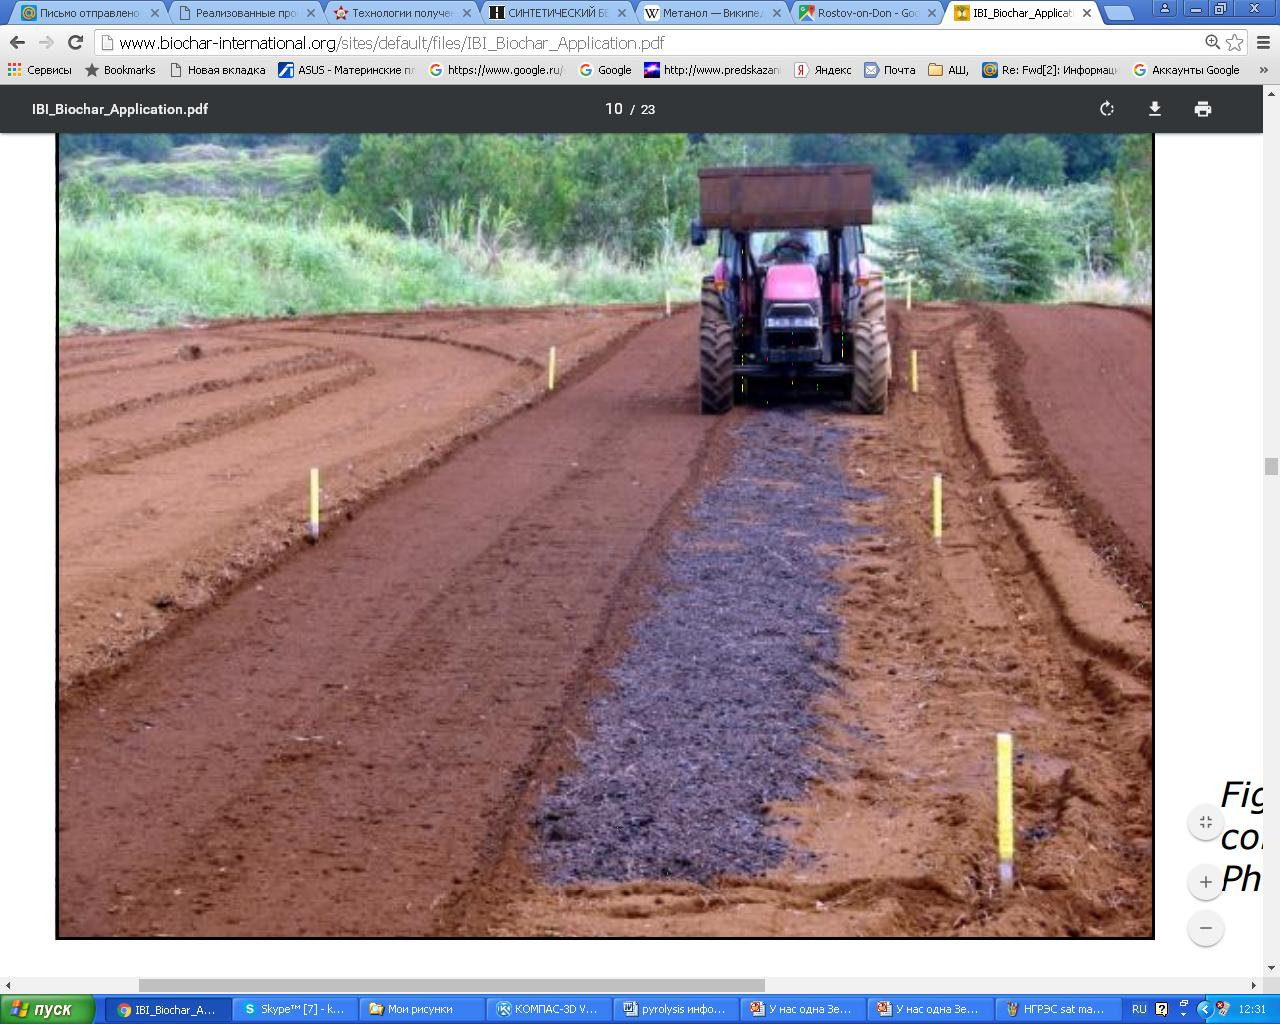 Письмо отправлено
Реализованные про
Технологии получе
СИНТЕТИЧЕСКИЙ БЕ
Метанол — Википе
Rostov-on-Don - Goo
IBI_Biochar_Applicat
www.biochar-international.org/sites/default/files/IBI_Biochar_Application.pdf
Сервисы Bookmarks Новая вкладка ASUS - Материнские п https://www.google.ru/ Google http://www.predskazan Яндекс Почта АШ, Re: Fwd[2]: Информац Аккаунты Google »
IBI_Biochar_Application.pdf 10 / 23
Fig
co
Ph
пуск IBI_Biochar_A... Skype™ [7] - k... Мои рисунки КОМПАС-3D V... pyrolysis инфо... У нас одна Зе... У нас одна Зе... НГРЭС sat ma... RU 12:31